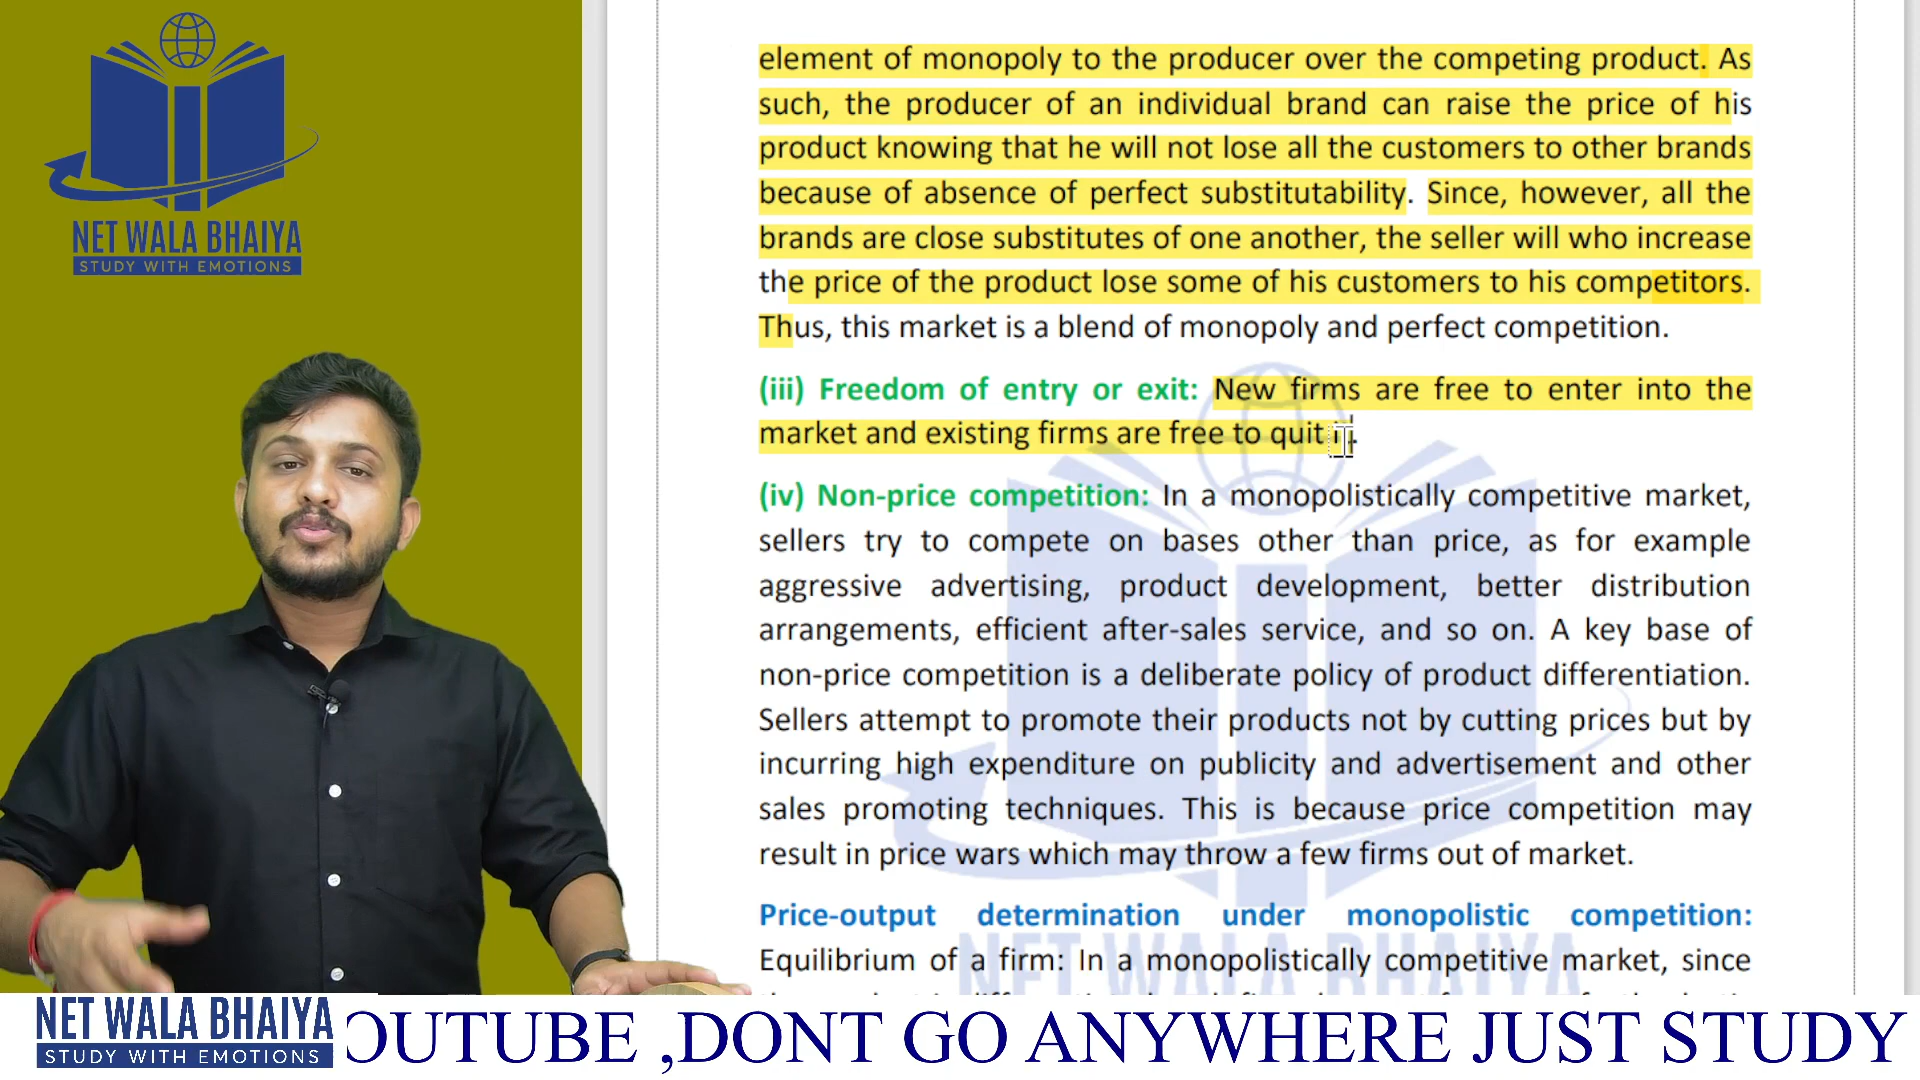 NET WALA BHAIYA
STUDY WITH EMOTIONS
element of monopoly to the producer over the competing product. As
such, the producer of an individual brand can raise the price of his
product knowing that he will not lose all the customers to other brands
because of absence of perfect substitutability. Since, however, all the
brands are close substitutes of one another, the seller will who increase
the price of the product lose some of his customers to his competitors.
Thus, this market is a blend of monopoly and perfect competition.
(iii) Freedom of entry or exit: New firms are free to enter into the
market and existing firms are free to quit
(iv) Non-price competition: In a monopolistically competitive market,
sellers try to compete on bases other than price, as for example
aggressive advertising, product development, better distribution
arrangements, efficient after-sales service, and so on. A key base of
non-price competition is a deliberate policy of product differentiation.
Sellers attempt to promote their products not by cutting prices but by
incurring high expenditure on publicity and advertisement and other
sales promoting techniques. This is because price competition may
result in price wars which may throw a few firms out of market.
Price-output determination under monopolistic competition:
Equilibrium of a firm: In a monopolistically competitive market, since
NET WALA BHAIYA
NET WALA BHAIYA
STUDY WITH EMOTIONS
OUTUBE ,DONT GO ANYWHERE JUST STUDY